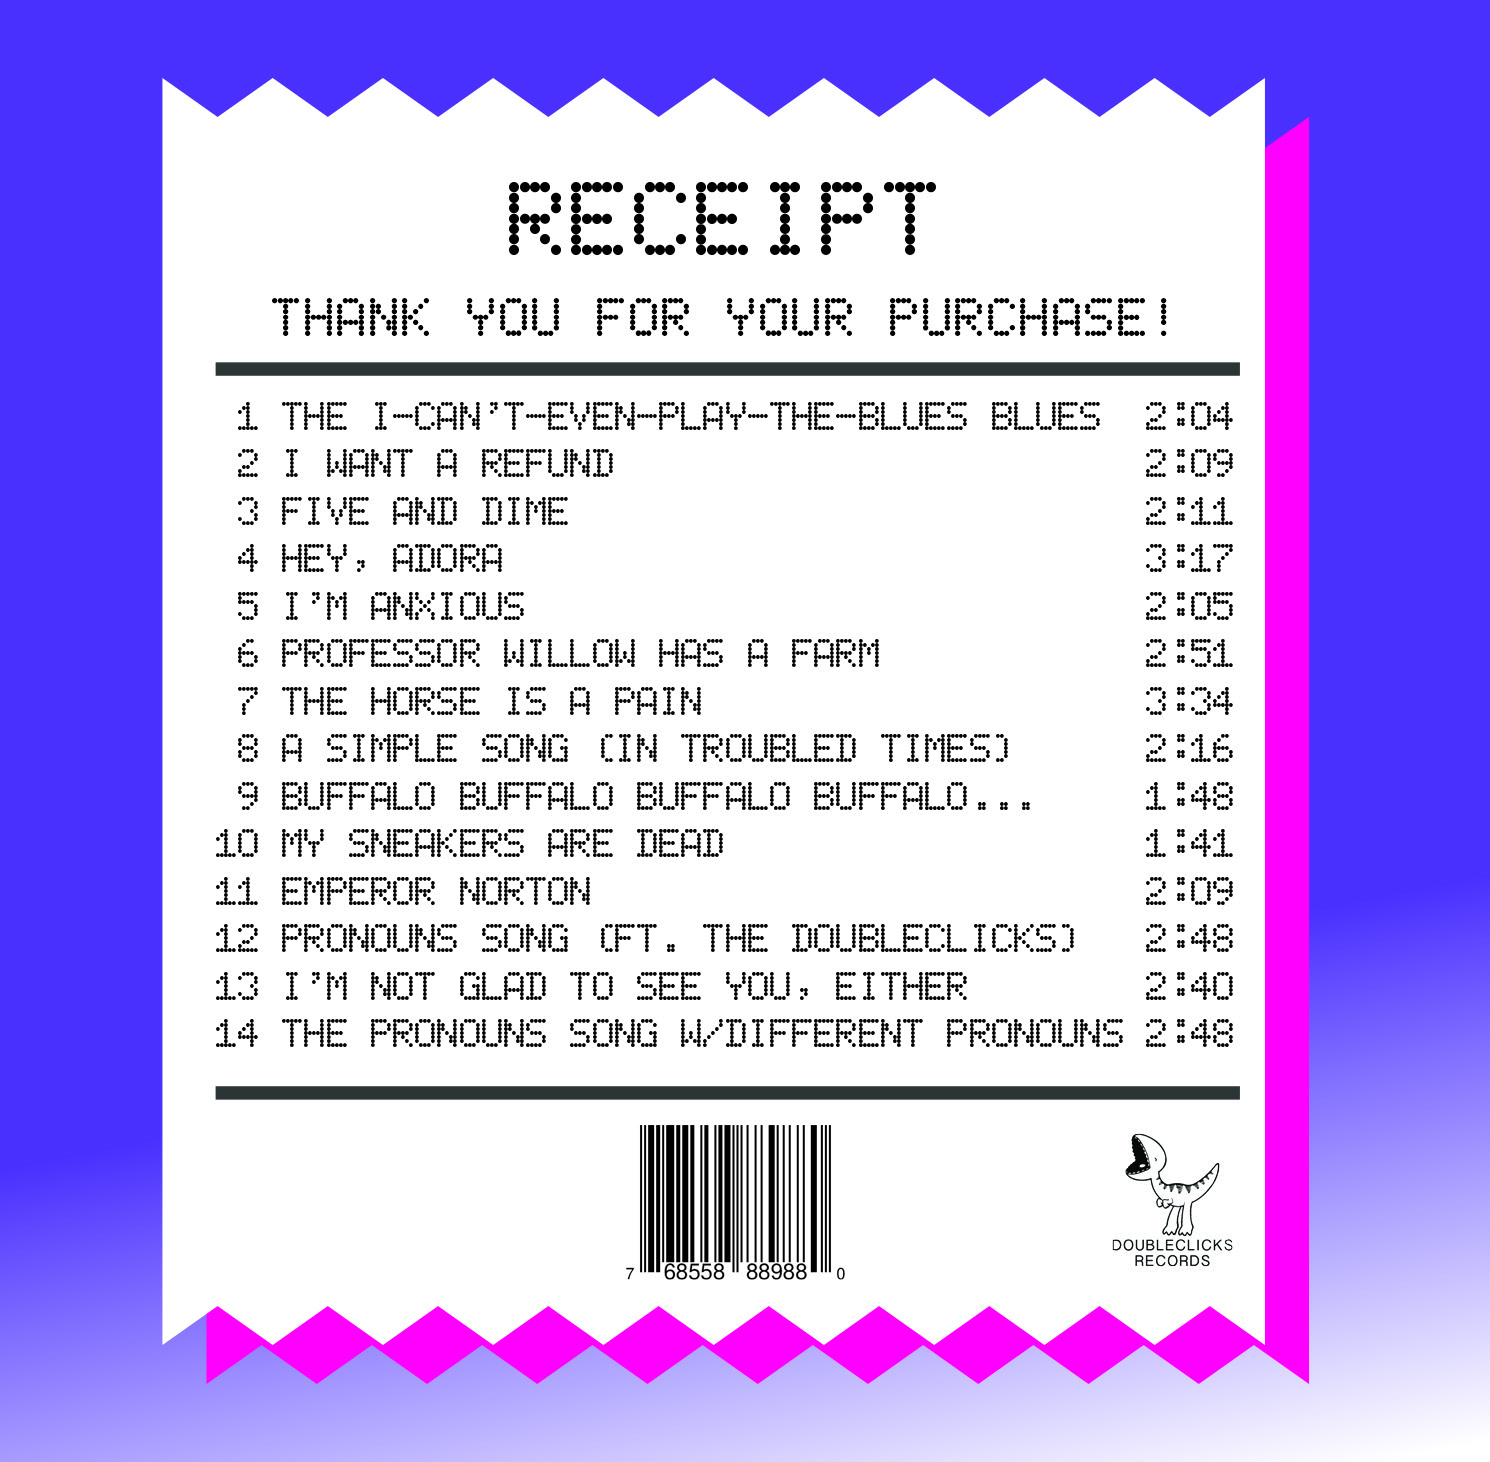 RECEIPT
THANK YOU FOR YOUR PURCHASE!
1 THE I-CAN'T-EVEN-PLAY-THE-BLUES BLUES 2:04
2 I WANT A REFUND 2:09
3 FIVE AND DIME 2:11
4 HEY, ADORA 3:17
5 I'M ANXIOUS 2:05
6 PROFESSOR WILLOW HAS A FARM 2:51
7 THE HORSE IS A PAIN 3:34
8 A SIMPLE SONG (IN TROUBLED TIMES) 2:16
9 BUFFALO BUFFALO BUFFALO BUFFALO... 1:48
10 MY SNEAKERS ARE DEAD 1:41
11 EMPEROR NORTON 2:09
12 PRONOUNS SONG (FT. THE DOUBLECLICKS) 2:48
13 I'M NOT GLAD TO SEE YOU, EITHER 2:40
14 THE PRONOUNS SONG W/DIFFERENT PRONOUNS 2:48
7 68558 88988 0
DOUBLECLICKS
RECORDS